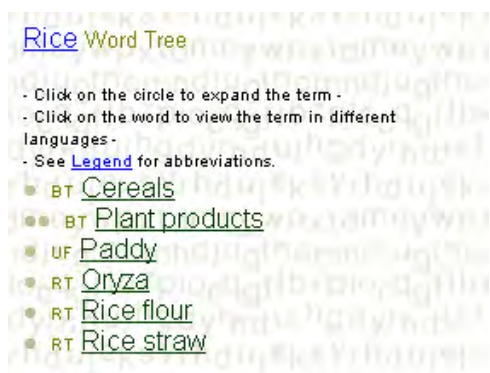 Rice Word Tree
- Click on the circle to expand the term -
- Click on the word to view the term in different
languages -
- See Legend for abbreviations.
BT Cereals
BT Plant products
UF Paddy
RT Oryza
RT Rice flour
RT Rice straw